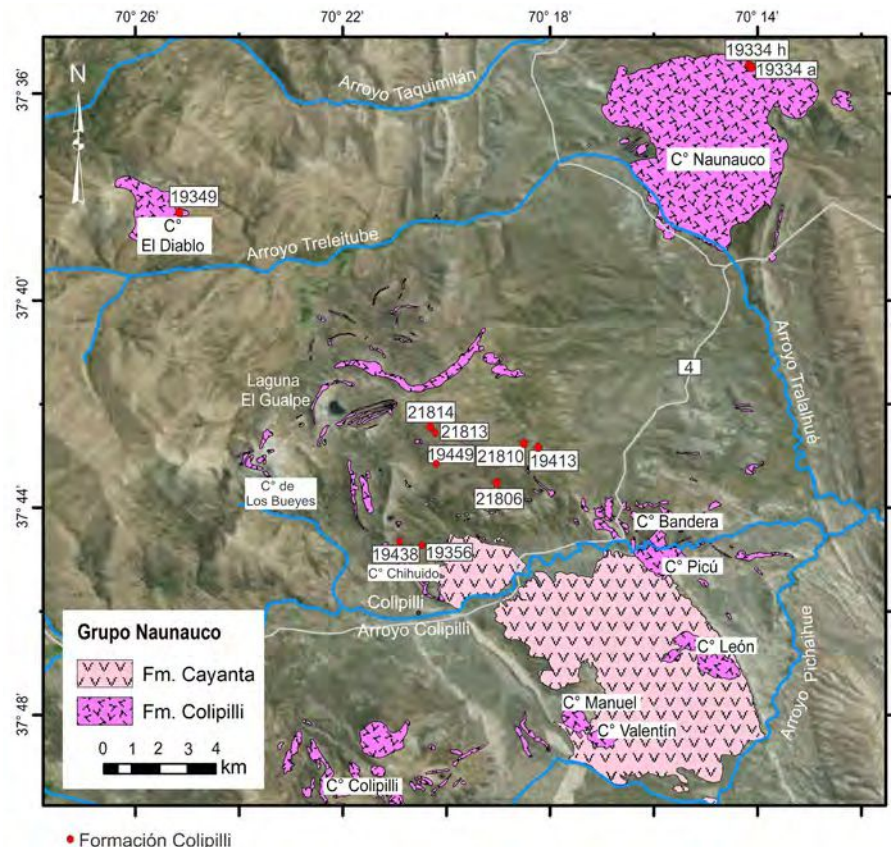 70° 26'
70° 22'
70° 18'
70° 14'
37° 36'
37° 40'
37° 44'
37° 48'
N
Arroyo Taquimilán
19334 h
19334 a
C° Naunauco
19349
C°
El Diablo
Arroyo Treleitube
Arroyo Tralalhué
4
Laguna
El Gualpe
21814
21813
19449
21810
19413
21806
C° de
Los Bueyes
C° Bandera
C° Picú
19438
19356
C° Chihuido
Collpilli
Arroyo Colipilli
C° León
Arroyo Pichaihue
C° Manuel
C° Valentín
C° Colipilli
Grupo Naunauco
Fm. Cayanta
Fm. Colipilli
0 1 2 3 4
km
Formación Colipilli